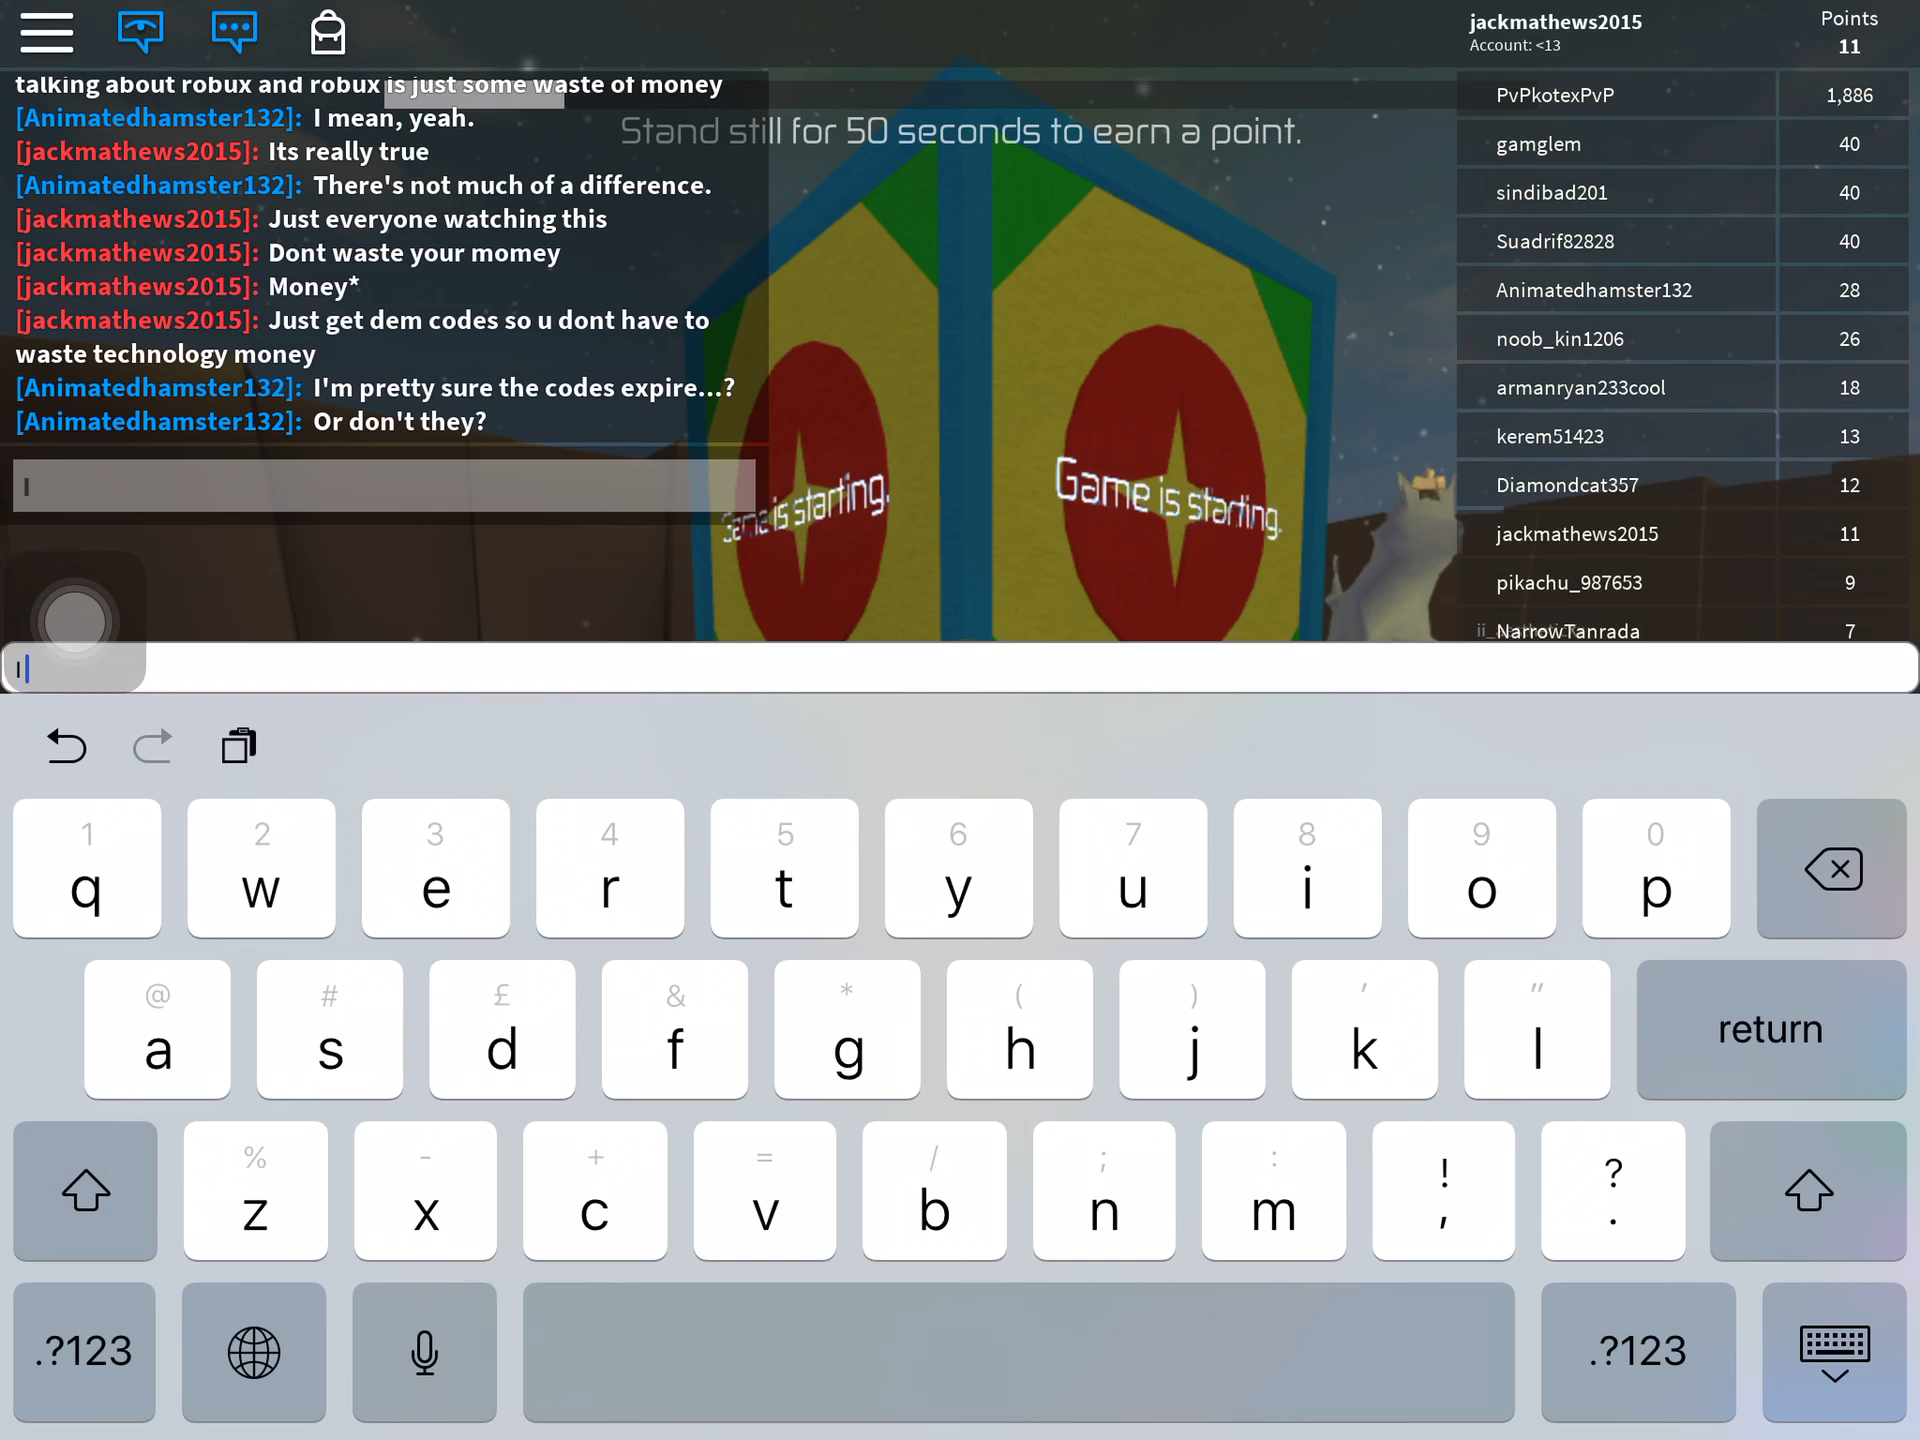 jackmathews2015
Account: <13
Points
11
talking about robux and robux is just some waste of money
[Animatedhamster132]: I mean, yeah.
[jackmathews2015]: Its really true
[Animatedhamster132]: There's not much of a difference.
[jackmathews2015]: Just everyone watching this
[jackmathews2015]: Dont waste your momey
[jackmathews2015]: Money*
[jackmathews2015]: Just get dem codes so u dont have to
waste technology money
[Animatedhamster132]: I'm pretty sure the codes expire...?
[Animatedhamster132]: Or don't they?
I
Stand still for 50 seconds to earn a point.
Game is starting.
Game is starting.
PvPkotexPvP 1,886
gamglem 40
sindibad201 40
Suadrif82828 40
Animatedhamster132 28
noob_kin1206 26
armanryan233cool 18
kerem51423 13
Diamondcat357 12
jackmathews2015 11
pikachu_987653 9
NarrowTanrada 7
I
1 2 3 4 5 6 7 8 9 0
q w e r t y u i o p
@ # £ & * ( ) ' "
a s d f g h j k l return
% - + = / ; : ! ?
z x c v b n m , .
.?123 .?123